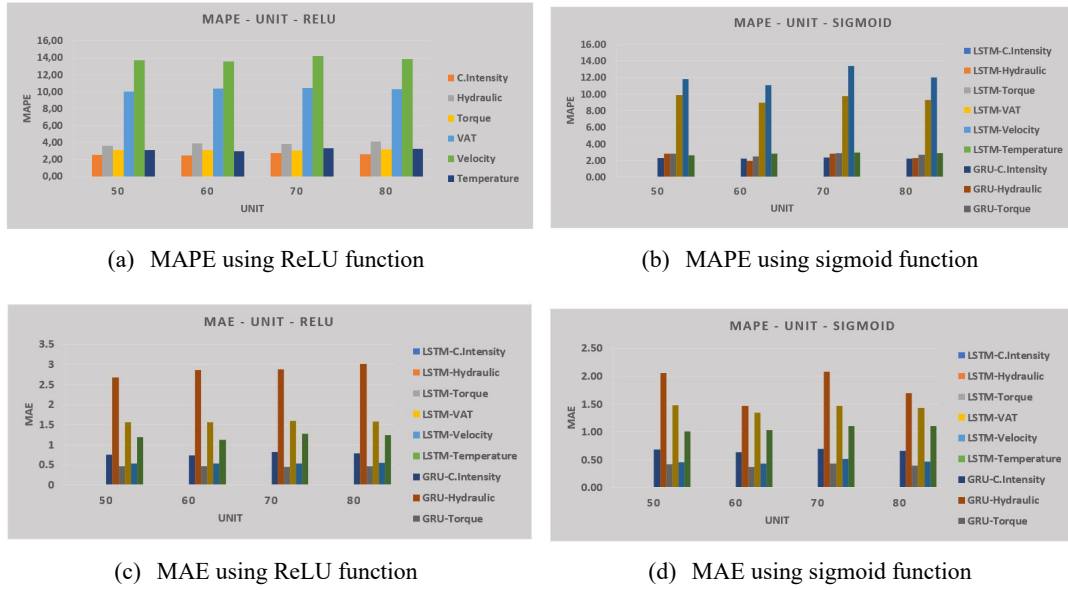 MAPE - UNIT - RELU
16,00
14,00
12,00
10,00
8,00
6,00
4,00
2,00
0,00
MAPE
50 60 70 80
UNIT
C.Intensity
Hydraulic
Torque
VAT
Velocity
Temperature
(a) MAPE using ReLU function
MAPE - UNIT - SIGMOID
16.00
14.00
12.00
10.00
8.00
6.00
4.00
2.00
0.00
MAPE
50 60 70 80
UNIT
LSTM-C.Intensity
LSTM-Hydraulic
LSTM-Torque
LSTM-VAT
LSTM-Velocity
LSTM-Temperature
GRU-C.Intensity
GRU-Hydraulic
GRU-Torque
(b) MAPE using sigmoid function
MAE - UNIT - RELU
3.5
3
2.5
2
1.5
1
0.5
0
MAE
50 60 70 80
UNIT
LSTM-C.Intensity
LSTM-Hydraulic
LSTM-Torque
LSTM-VAT
LSTM-Velocity
LSTM-Temperature
GRU-C.Intensity
GRU-Hydraulic
GRU-Torque
(c) MAE using ReLU function
MAPE - UNIT - SIGMOID
2.50
2.00
1.50
1.00
0.50
0.00
MAE
50 60 70 80
UNIT
LSTM-C.Intensity
LSTM-Hydraulic
LSTM-Torque
LSTM-VAT
LSTM-Velocity
LSTM-Temperature
GRU-C.Intensity
GRU-Hydraulic
GRU-Torque
(d) MAE using sigmoid function